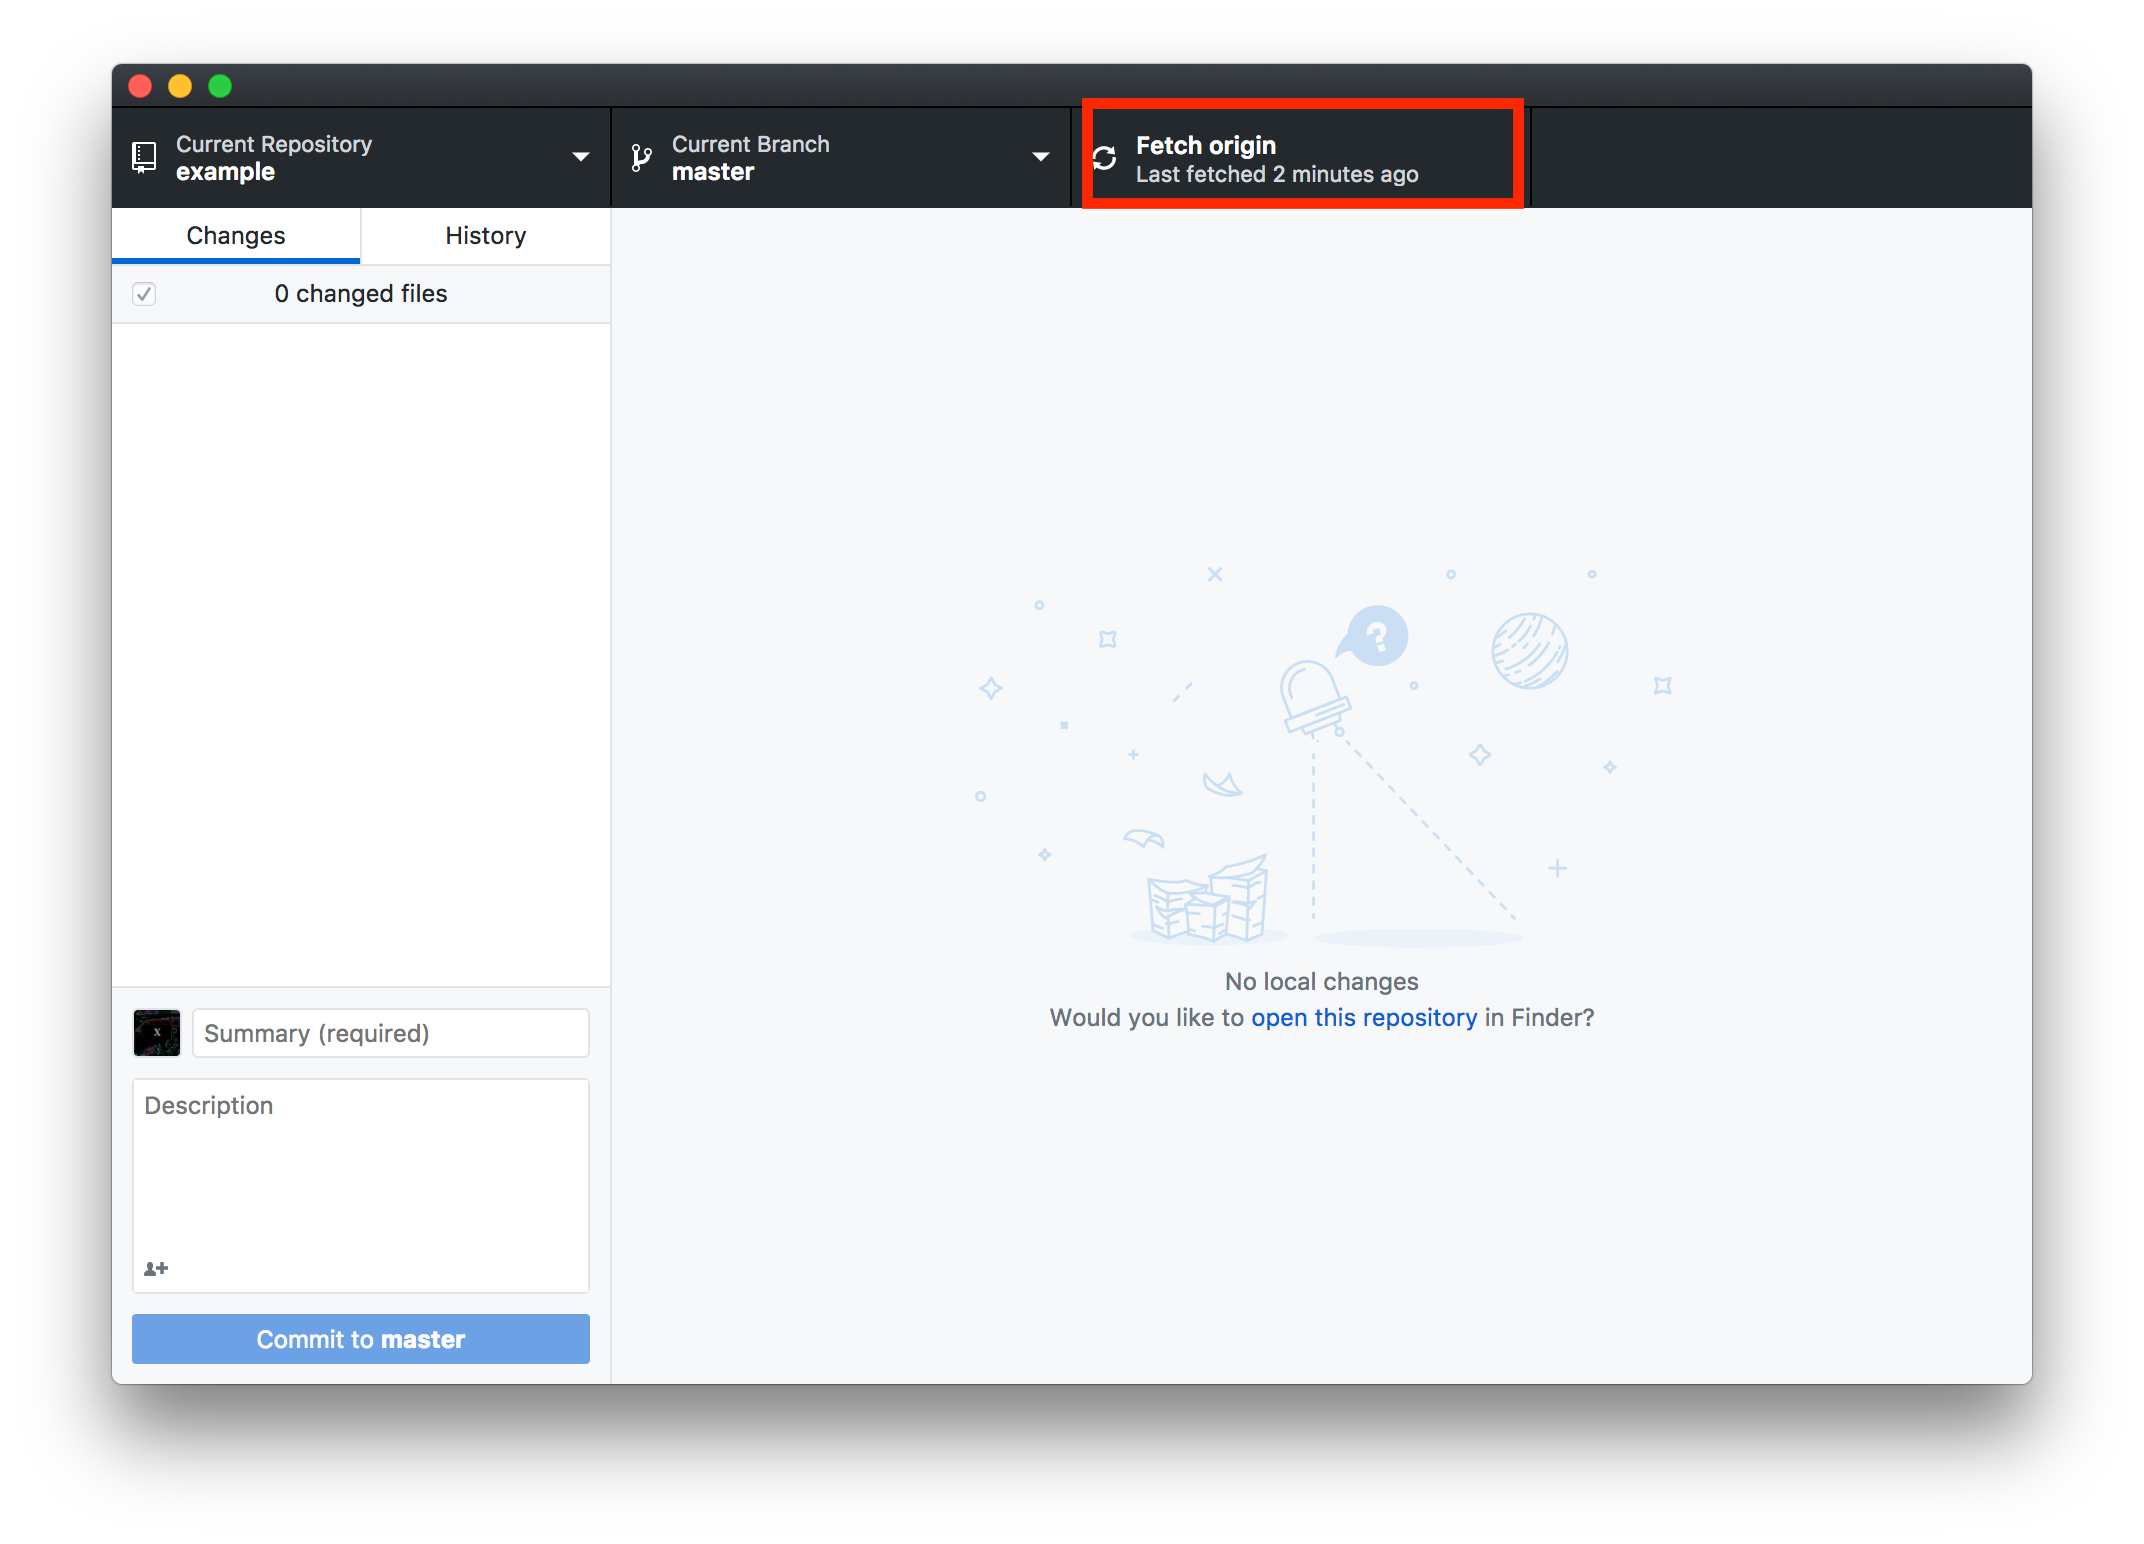 Current Repository
example
Current Branch
master
Fetch origin
Last fetched 2 minutes ago
Changes
History
0 changed files
?
No local changes
Would you like to open this repository in Finder?
x
Summary (required)
Description
Commit to master